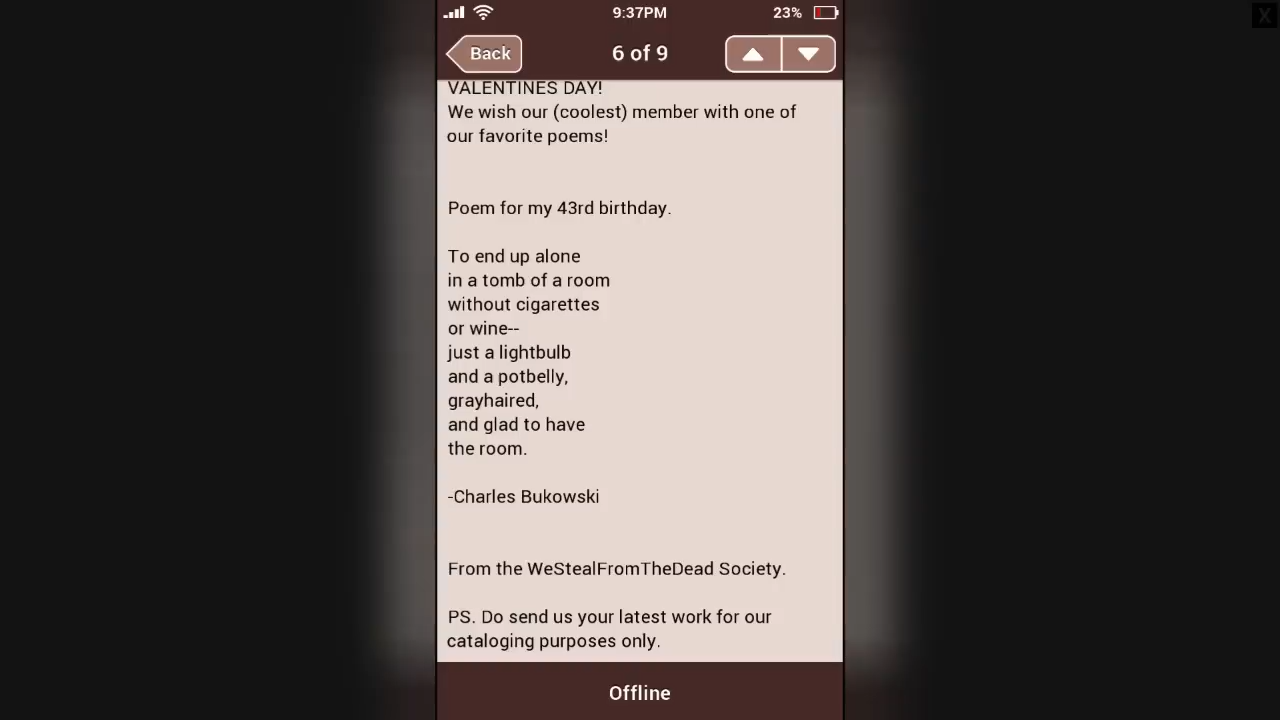 9:37PM
23%
X
Back
6 of 9
VALENTINES DAY!
We wish our (coolest) member with one of
our favorite poems!
Poem for my 43rd birthday.
To end up alone
in a tomb of a room
without cigarettes
or wine--
just a lightbulb
and a potbelly,
grayhaired,
and glad to have
the room.
-Charles Bukowski
From the WeStealFromTheDead Society.
PS. Do send us your latest work for our
cataloging purposes only.
Offline